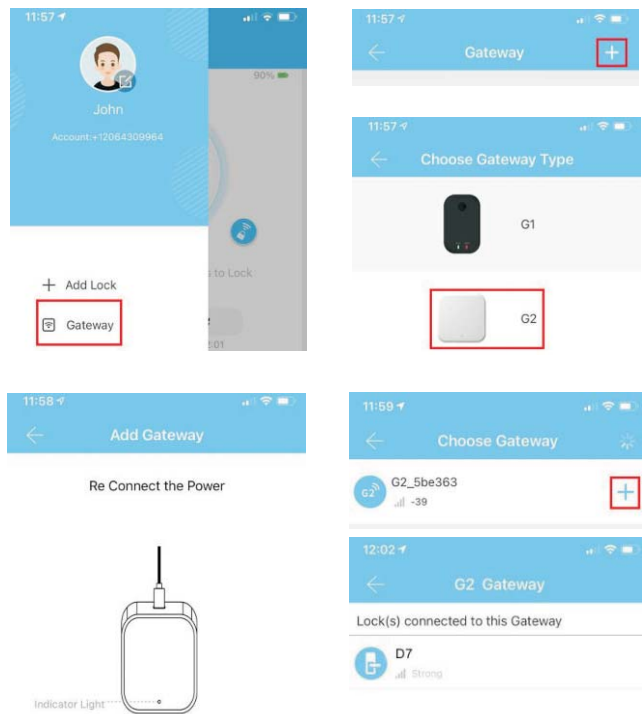 11:57
John
Account:+12064309964
90%
s to Lock
+ Add Lock
Gateway
2:01
11:57
Gateway
11:57
Choose Gateway Type
G1
G2
11:58
Add Gateway
Re Connect the Power
Indicator Light
11:59
Choose Gateway
G2
G2_5be363
-39
12:02
G2 Gateway
Lock(s) connected to this Gateway
D7
Strong